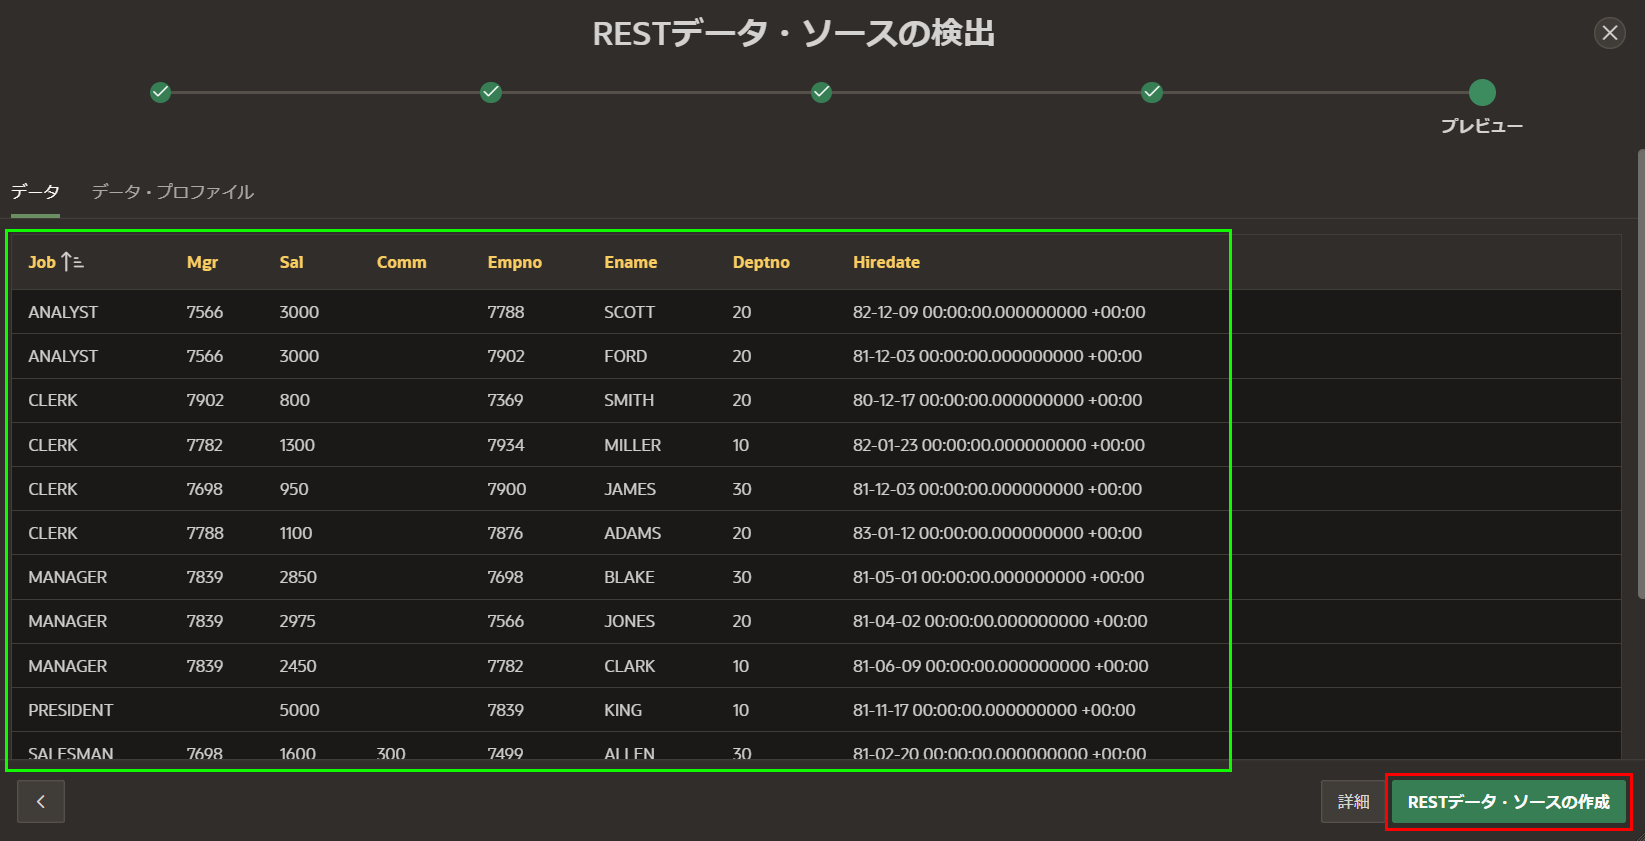 RESTデータ・ソースの検出
プレビュー
データ データ・プロファイル
Job Mgr Sal Comm Empno Ename Deptno Hiredate
ANALYST 7566 3000 7788 SCOTT 20 82-12-09 00:00:00.000000000 +00:00
ANALYST 7566 3000 7902 FORD 20 81-12-03 00:00:00.000000000 +00:00
CLERK 7902 800 7369 SMITH 20 80-12-17 00:00:00.000000000 +00:00
CLERK 7782 1300 7934 MILLER 10 82-01-23 00:00:00.000000000 +00:00
CLERK 7698 950 7900 JAMES 30 81-12-03 00:00:00.000000000 +00:00
CLERK 7788 1100 7876 ADAMS 20 83-01-12 00:00:00.000000000 +00:00
MANAGER 7839 2850 7698 BLAKE 30 81-05-01 00:00:00.000000000 +00:00
MANAGER 7839 2975 7566 JONES 20 81-04-02 00:00:00.000000000 +00:00
MANAGER 7839 2450 7782 CLARK 10 81-06-09 00:00:00.000000000 +00:00
PRESIDENT 5000 7839 KING 10 81-11-17 00:00:00.000000000 +00:00
SALESMAN 7698 1600 300 7499 ALLEN 30 81-02-20 00:00:00.000000000 +00:00
詳細 RESTデータ・ソースの作成